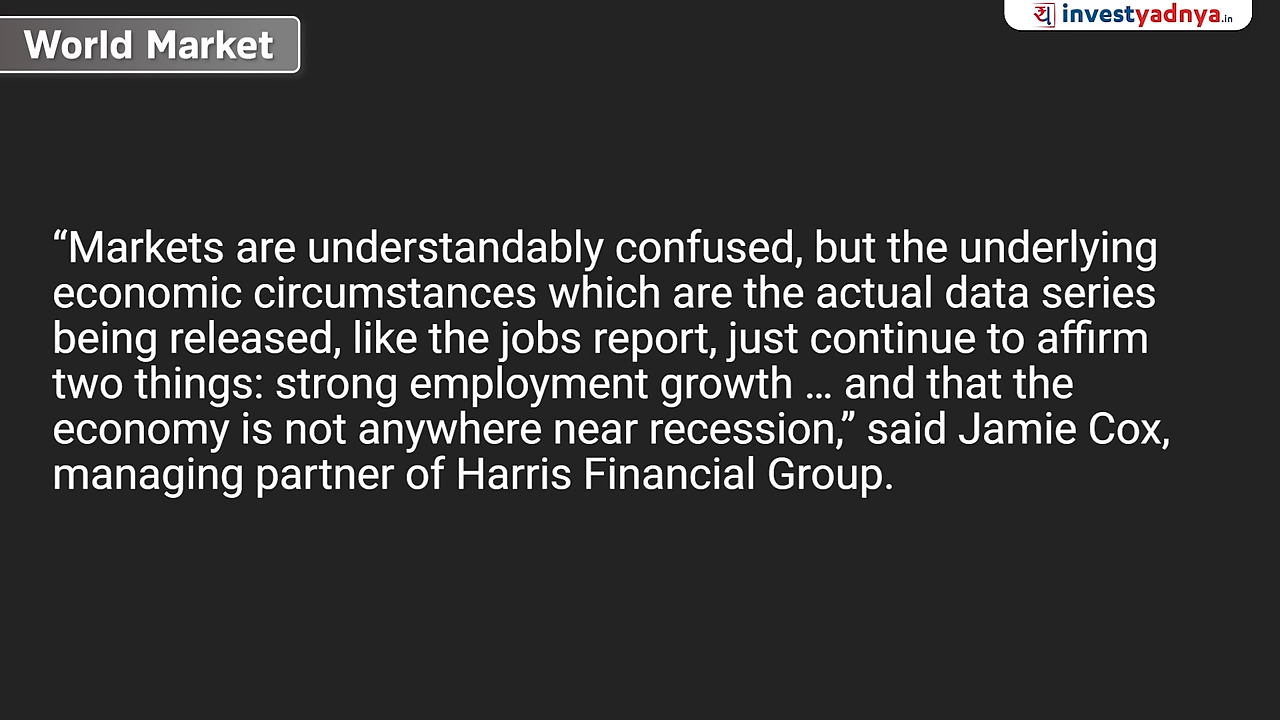 World Market
investyadnya.in
“Markets are understandably confused, but the underlying
economic circumstances which are the actual data series
being released, like the jobs report, just continue to affirm
two things: strong employment growth … and that the
economy is not anywhere near recession,” said Jamie Cox,
managing partner of Harris Financial Group.